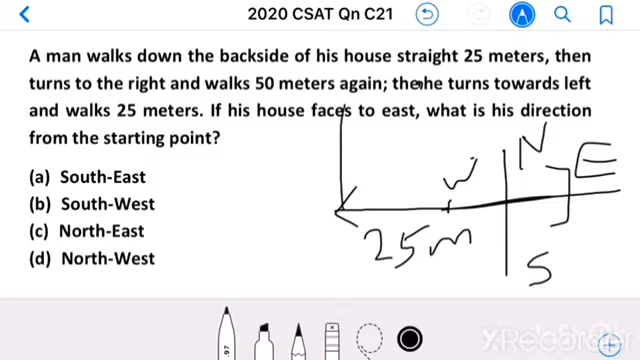 2020 CSAT Qn C21
A man walks down the backside of his house straight 25 meters, then
turns to the right and walks 50 meters again; then he turns towards left
and walks 25 meters. If his house faces to east, what is his direction
from the starting point?
(a) South-East
(b) South-West
(c) North-East
(d) North-West
N
E
W
25m
S
97
XRecorder